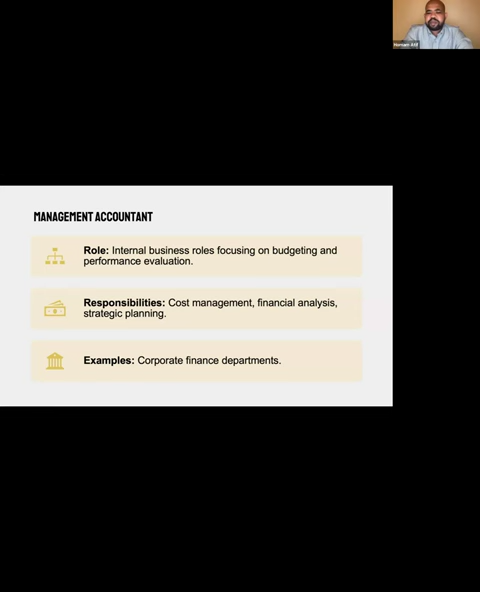 MANAGEMENT ACCOUNTANT
Role: Internal business roles focusing on budgeting and
performance evaluation.
Responsibilities: Cost management, financial analysis,
strategic planning.
Examples: Corporate finance departments.